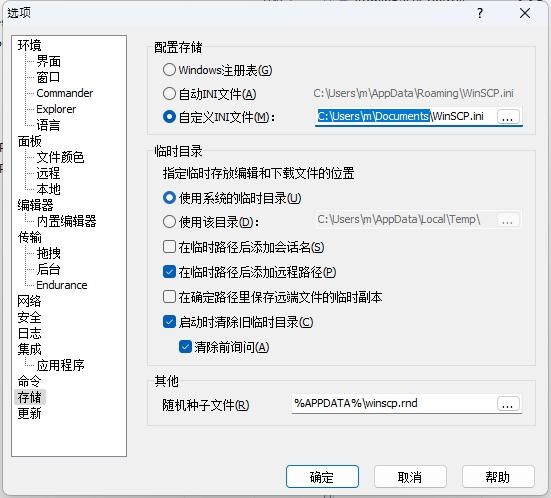 选项
环境
界面
窗口
Commander
Explorer
语言
面板
文件颜色
远程
本地
编辑器
内置编辑器
传输
拖拽
后台
Endurance
网络
安全
日志
集成
应用程序
命令
存储
更新
配置存储
Windows注册表(G)
自动INI文件(A) C:\Users\m\AppData\Roaming\WinSCP.ini
自定义INI文件(M)： C:\Users\m\Documents\WinSCP.ini ...
临时目录
指定临时存放编辑和下载文件的位置
使用系统的临时目录(U)
使用该目录(D)： C:\Users\m\AppData\Local\Temp\ ...
在临时路径后添加会话名(S)
在临时路径后添加远程路径(P)
在确定路径里保存远端文件的临时副本
启动时清除旧临时目录(C)
清除前询问(A)
其他
随机种子文件(R) %APPDATA%\winscp.rnd ...
确定 取消 帮助